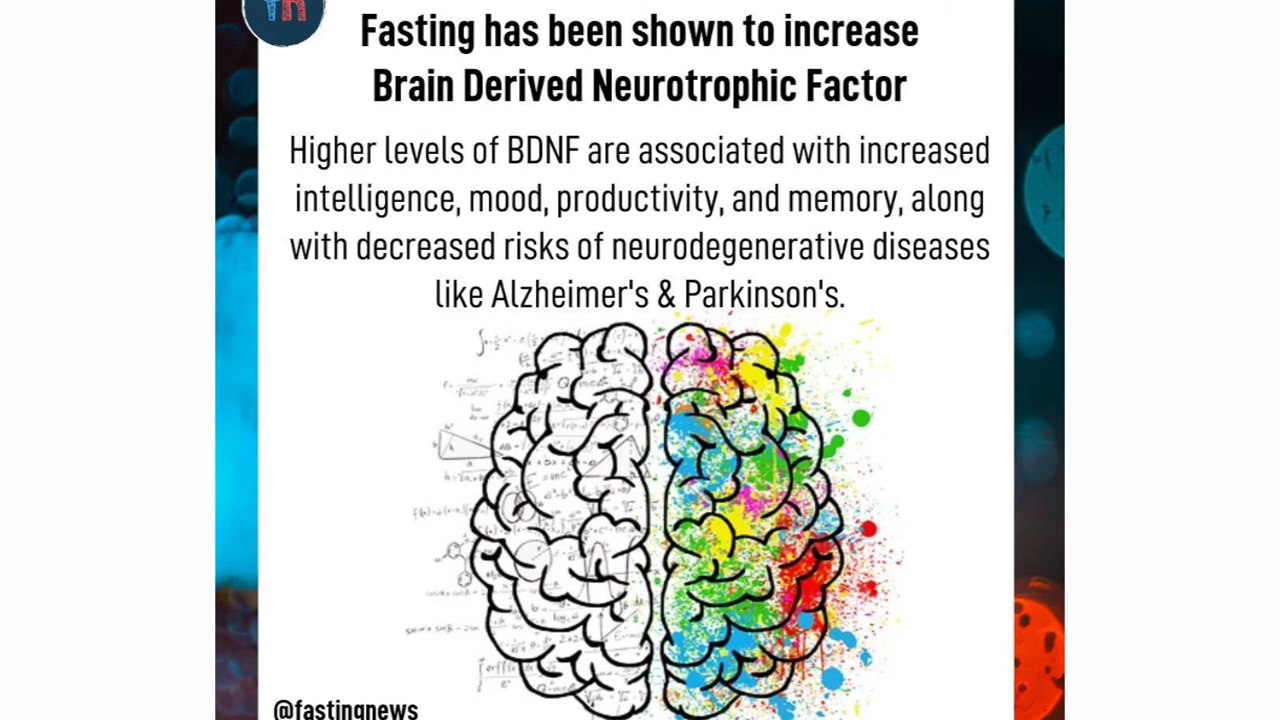 Fasting has been shown to increase
Brain Derived Neurotrophic Factor
Higher levels of BDNF are associated with increased
intelligence, mood, productivity, and memory, along
with decreased risks of neurodegenerative diseases
like Alzheimer's & Parkinson's.
@fastingnews